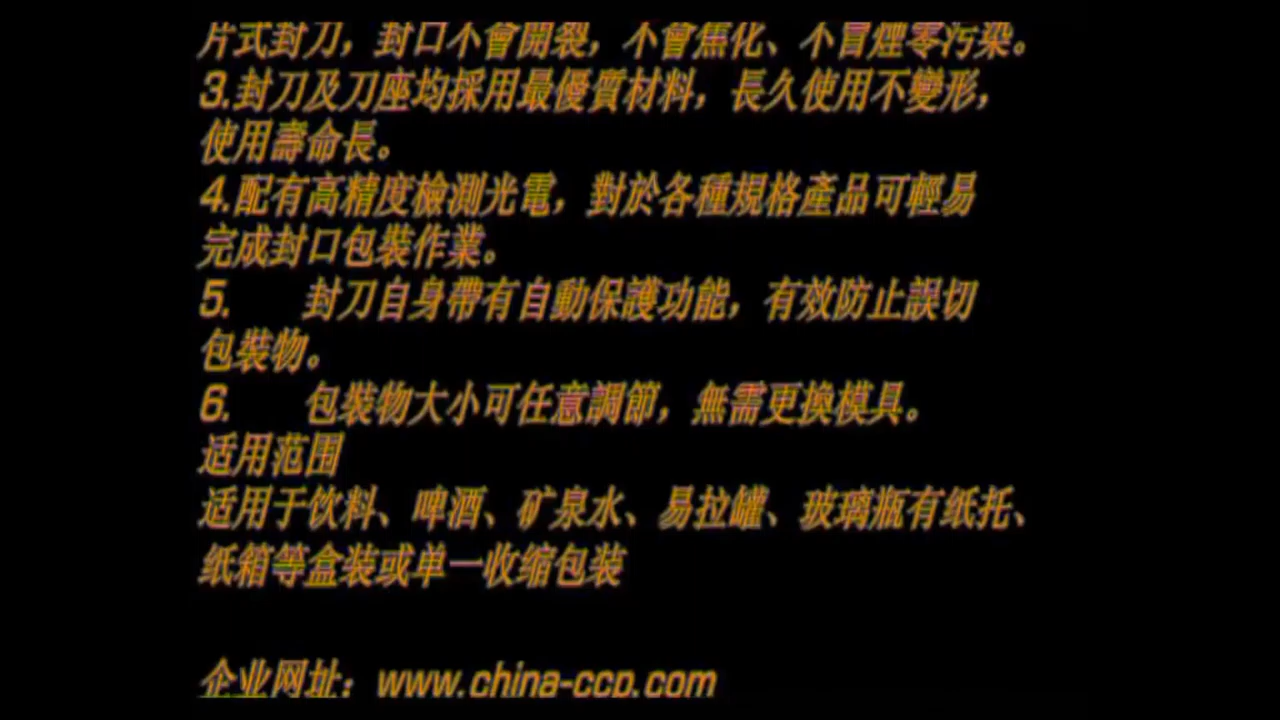 片式封刀，封口不會開裂，不會焦化、不冒煙零污染。
3.封刀及刀座均採用最優質材料，長久使用不變形，
使用壽命長。
4.配有高精度檢測光電，對於各種規格產品可輕易
完成封口包裝作業。
5. 封刀自身帶有自動保護功能，有效防止誤切
包裝物。
6. 包裝物大小可任意調節，無需更換模具。
适用范围
适用于饮料、啤酒、矿泉水、易拉罐、玻璃瓶有纸托、
纸箱等盒装或单一收缩包装
企业网址：www.china-ccp.com